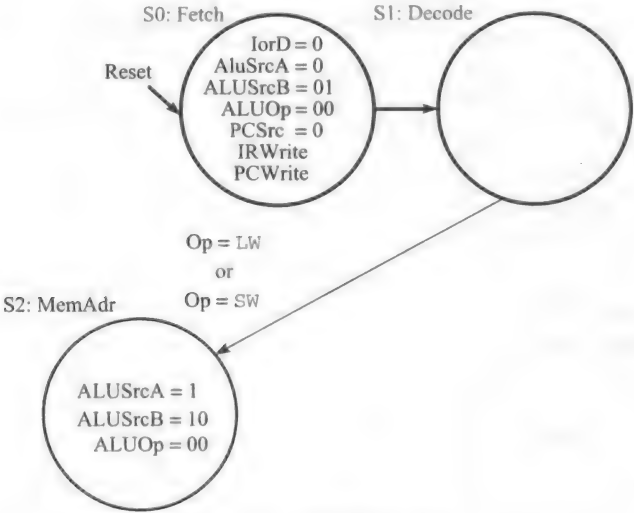 S0: Fetch
S1: Decode
Reset
IorD = 0
AluSrcA = 0
ALUSrcB = 01
ALUOp = 00
PCSrc = 0
IRWrite
PCWrite
Op = LW
or
Op = SW
S2: MemAdr
ALUSrcA = 1
ALUSrcB = 10
ALUOp = 00